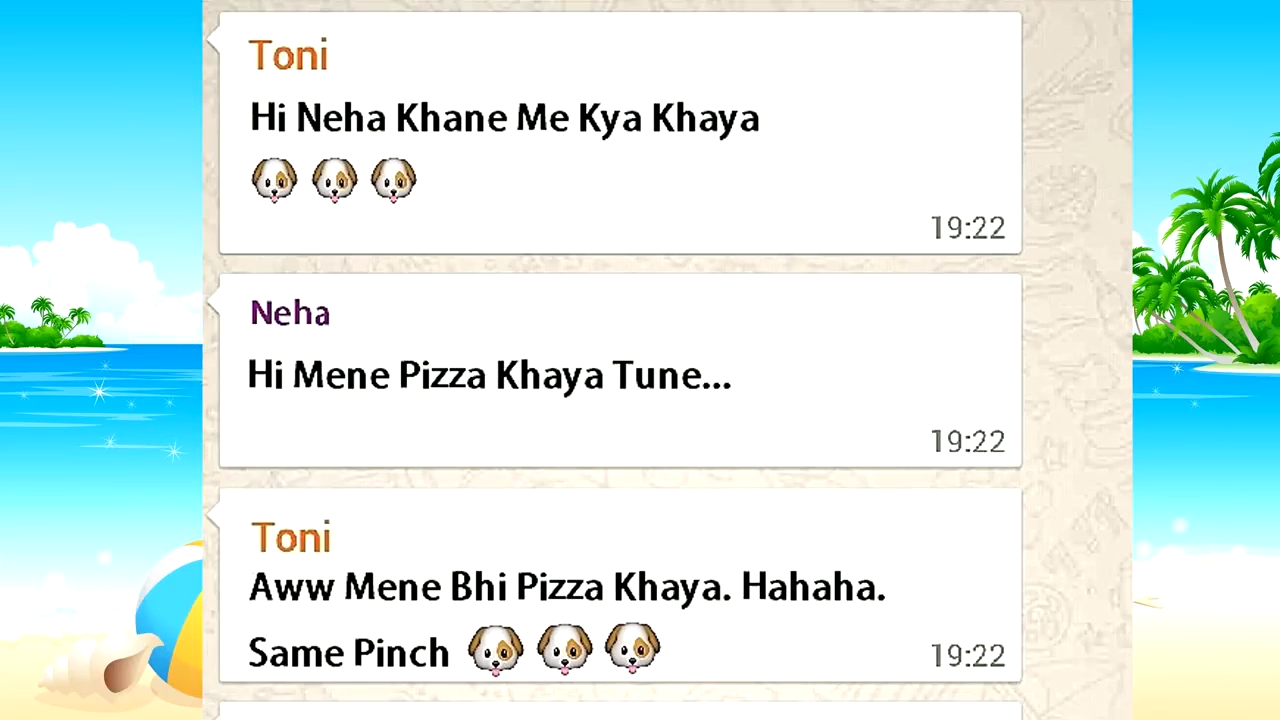 Toni
Hi Neha Khane Me Kya Khaya
🐶 🐶 🐶
19:22
Neha
Hi Mene Pizza Khaya Tune...
19:22
Toni
Aww Mene Bhi Pizza Khaya. Hahaha.
Same Pinch 🐶 🐶 🐶
19:22